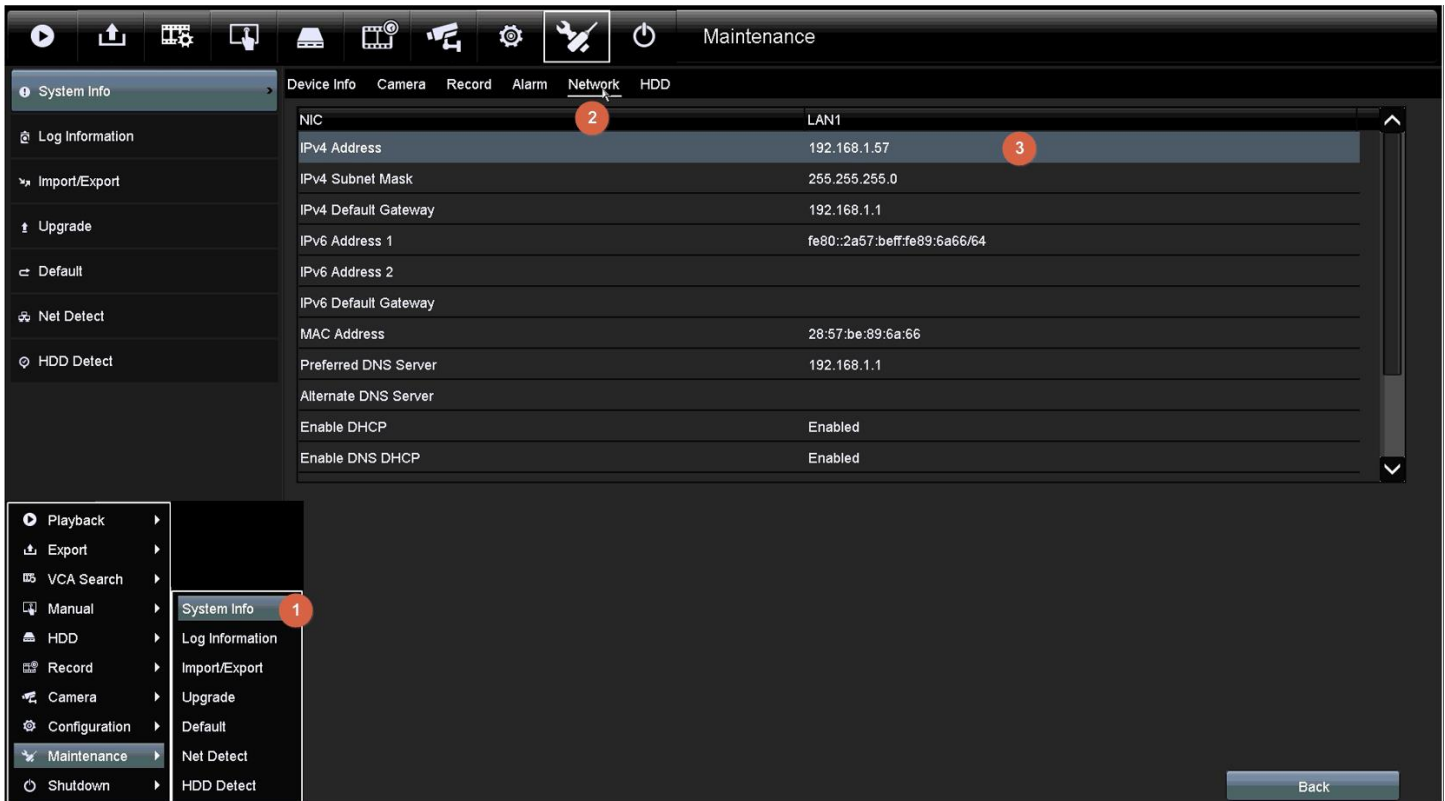 Maintenance
System Info
Log Information
Import/Export
Upgrade
Default
Net Detect
HDD Detect
Device Info Camera Record Alarm Network HDD
2
NIC LAN1
IPv4 Address 192.168.1.57 3
IPv4 Subnet Mask 255.255.255.0
IPv4 Default Gateway 192.168.1.1
IPv6 Address 1 fe80::2a57:beff:fe89:6a66/64
IPv6 Address 2
IPv6 Default Gateway
MAC Address 28:57:be:89:6a:66
Preferred DNS Server 192.168.1.1
Alternate DNS Server
Enable DHCP Enabled
Enable DNS DHCP Enabled
Playback
Export
VCA Search
Manual
HDD
Record
Camera
Configuration
Maintenance
Shutdown
System Info 1
Log Information
Import/Export
Upgrade
Default
Net Detect
HDD Detect
Back